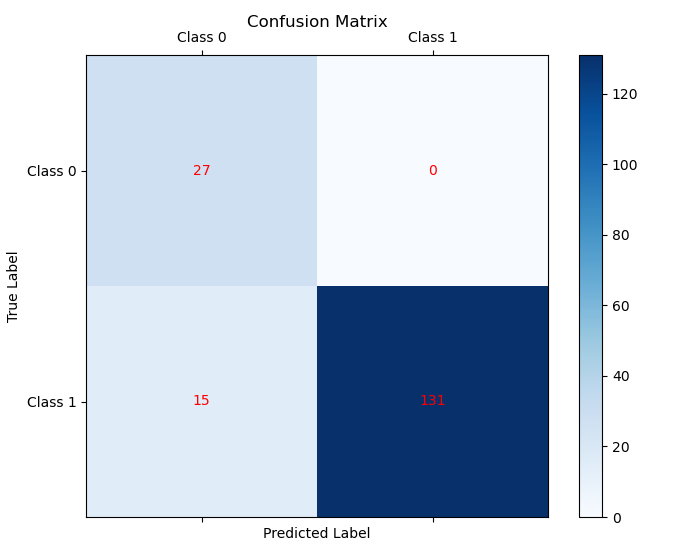 Confusion Matrix
Class 0 Class 1
Class 0 27 0
Class 1 15 131
True Label
Predicted Label
120
100
80
60
40
20
0